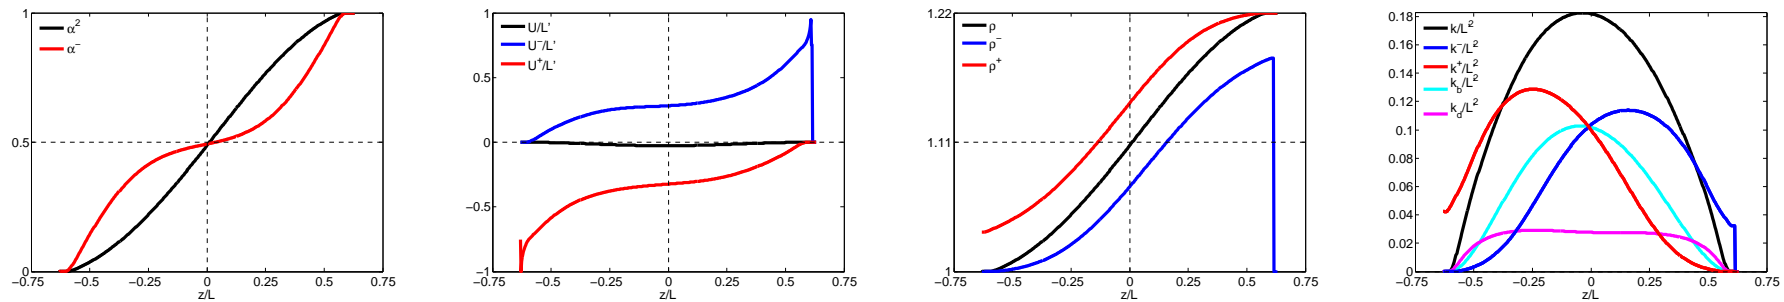 1
0.5
0
−0.75
−0.5
−0.25
0
0.25
0.5
0.75
z/L
α²
α⁻
1
0.5
0
−0.5
−1
−0.75
−0.5
−0.25
0
0.25
0.5
0.75
z/L
U/L'
U⁻/L'
U⁺/L'
1.22
1.11
1
−0.75
−0.5
−0.25
0
0.25
0.5
0.75
z/L
ρ
ρ⁻
ρ⁺
0.18
0.16
0.14
0.12
0.1
0.08
0.06
0.04
0.02
0
−0.75
−0.5
−0.25
0
0.25
0.5
0.75
z/L
k/L²
k⁻/L²
k⁺/L²
k_b/L²
k_d/L²